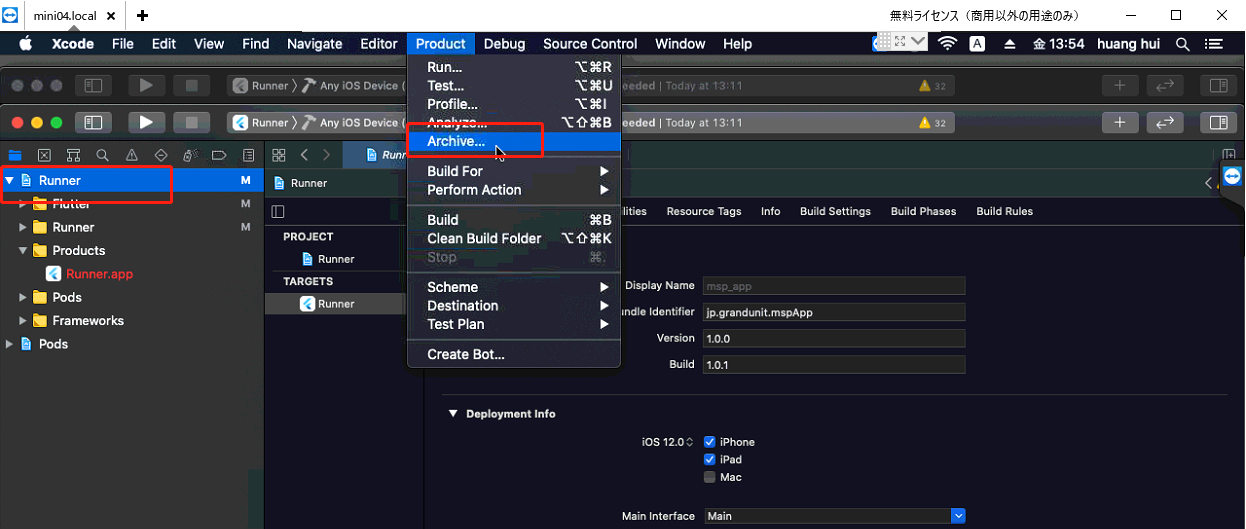 mini04.local
無料ライセンス（商用以外の用途のみ）
Xcode File Edit View Find Navigate Editor Product Debug Source Control Window Help A 金 13:54 huang hui
Runner 〉 Any iOS Device ( eeded | Today at 13:11 32
Runner 〉 Any iOS Device ( eeded | Today at 13:11 32
Run... ⌥⌘R
Test... ⌥⌘U
Profile... ⌥⌘I
Analyze... ⌥⇧⌘B
Archive...
Build For
Perform Action
Build ⌘B
Clean Build Folder ⌥⇧⌘K
Stop ⌘.
Scheme
Destination
Test Plan
Create Bot...
Runner M
Flutter M
Runner M
Products
Runner.app
Pods
Frameworks
Pods
Runn
Runner
PROJECT
Runner
TARGETS
Runner
ilities Resource Tags Info Build Settings Build Phases Build Rules
Display Name msp_app
undle Identifier jp.grandunit.mspApp
Version 1.0.0
Build 1.0.1
Deployment Info
iOS 12.0 iPhone
iPad
Mac
Main Interface Main